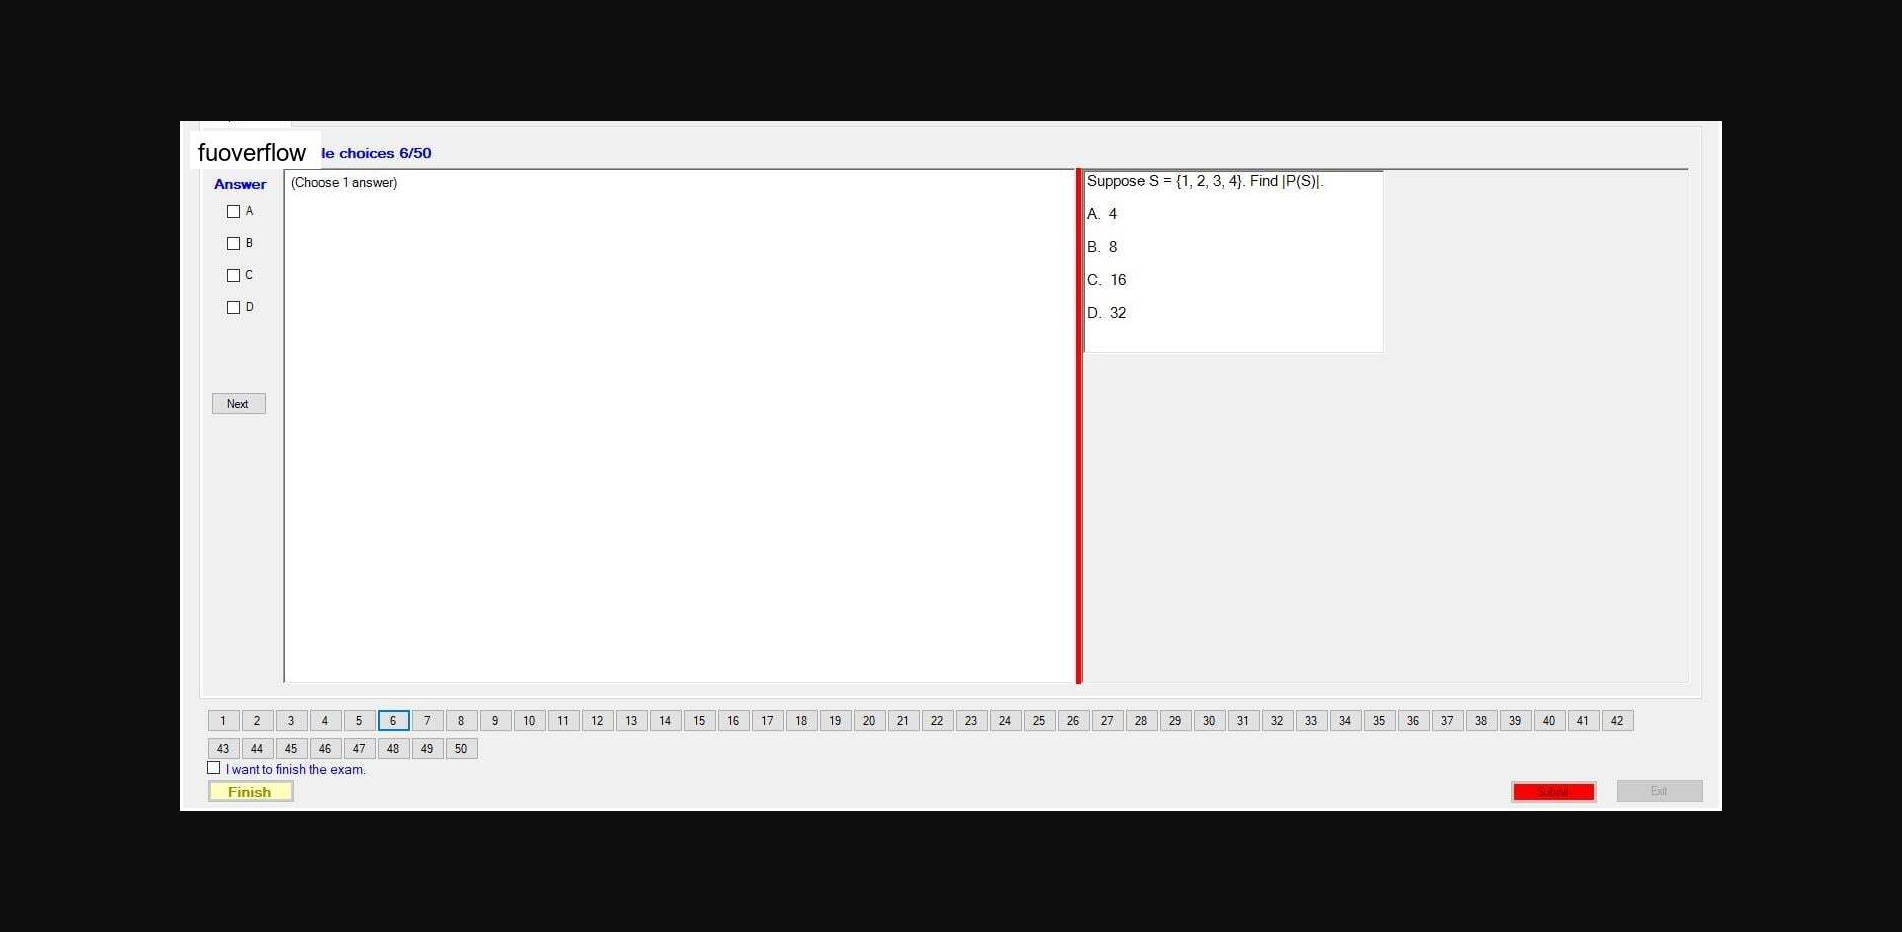 fuoverflow le choices 6/50
Answer
(Choose 1 answer)
A
B
C
D
Next
Suppose S = {1, 2, 3, 4}. Find |P(S)|.
A. 4
B. 8
C. 16
D. 32
1 2 3 4 5 6 7 8 9 10 11 12 13 14 15 16 17 18 19 20 21 22 23 24 25 26 27 28 29 30 31 32 33 34 35 36 37 38 39 40 41 42
43 44 45 46 47 48 49 50
I want to finish the exam.
Finish
Submit
Exit